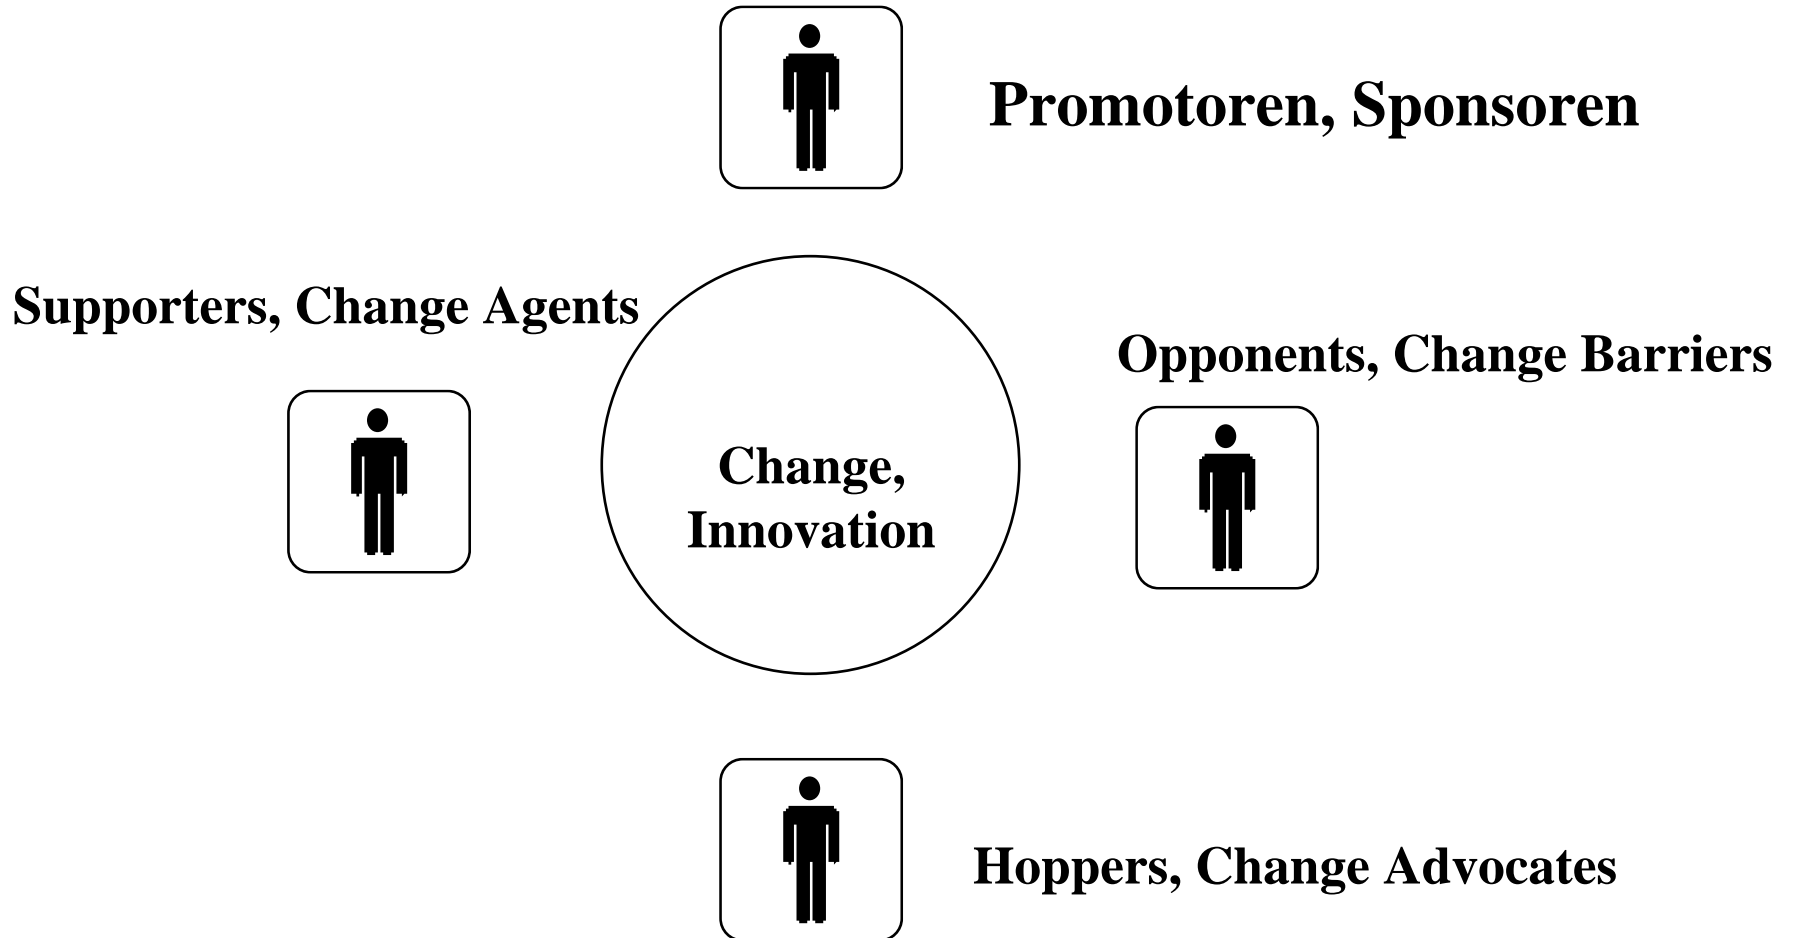 Promotoren, Sponsoren
Supporters, Change Agents
Opponents, Change Barriers
Change,
Innovation
Hoppers, Change Advocates